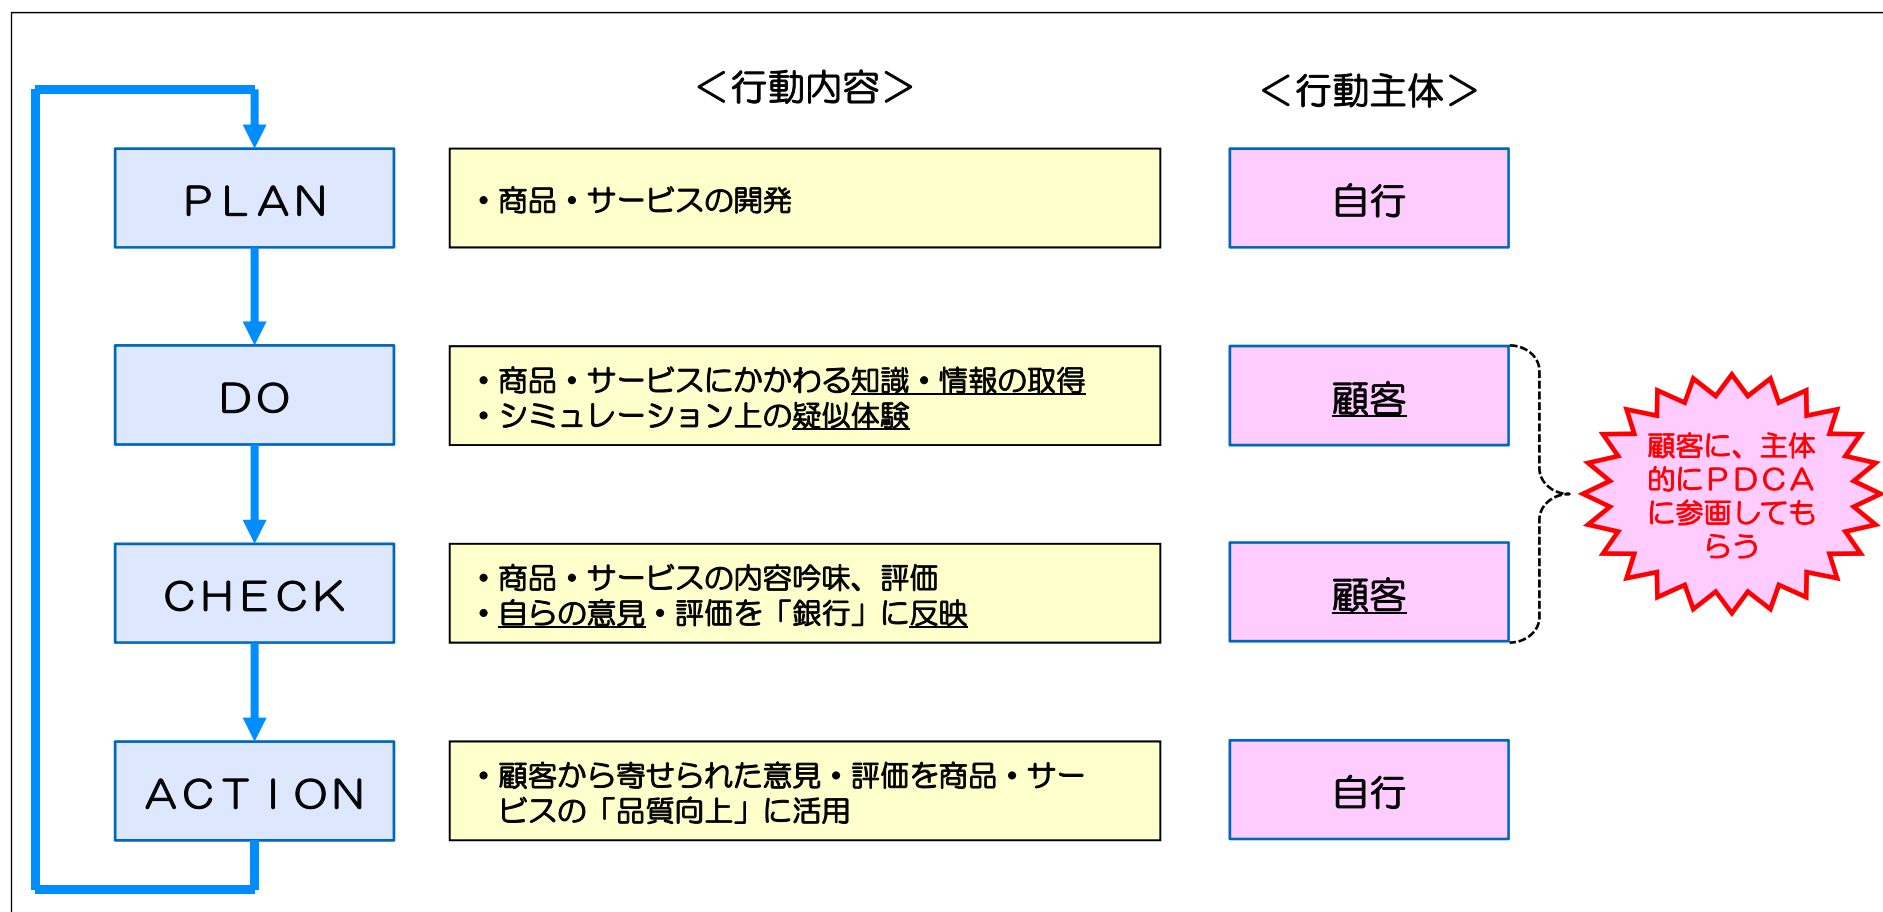 ＜行動内容＞
＜行動主体＞
ＰＬＡＮ
・商品・サービスの開発
自行
ＤＯ
・商品・サービスにかかわる知識・情報の取得
・シミュレーション上の疑似体験
顧客
顧客に、主体
的にＰＤＣＡ
に参画しても
らう
ＣＨＥＣＫ
・商品・サービスの内容吟味、評価
・自らの意見・評価を「銀行」に反映
顧客
ＡＣＴＩＯＮ
・顧客から寄せられた意見・評価を商品・サー
ビスの「品質向上」に活用
自行